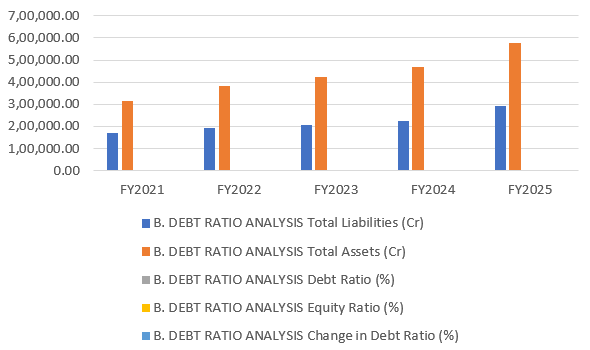 7,00,000.00
6,00,000.00
5,00,000.00
4,00,000.00
3,00,000.00
2,00,000.00
1,00,000.00
0.00
FY2021 FY2022 FY2023 FY2024 FY2025
B. DEBT RATIO ANALYSIS Total Liabilities (Cr)
B. DEBT RATIO ANALYSIS Total Assets (Cr)
B. DEBT RATIO ANALYSIS Debt Ratio (%)
B. DEBT RATIO ANALYSIS Equity Ratio (%)
B. DEBT RATIO ANALYSIS Change in Debt Ratio (%)